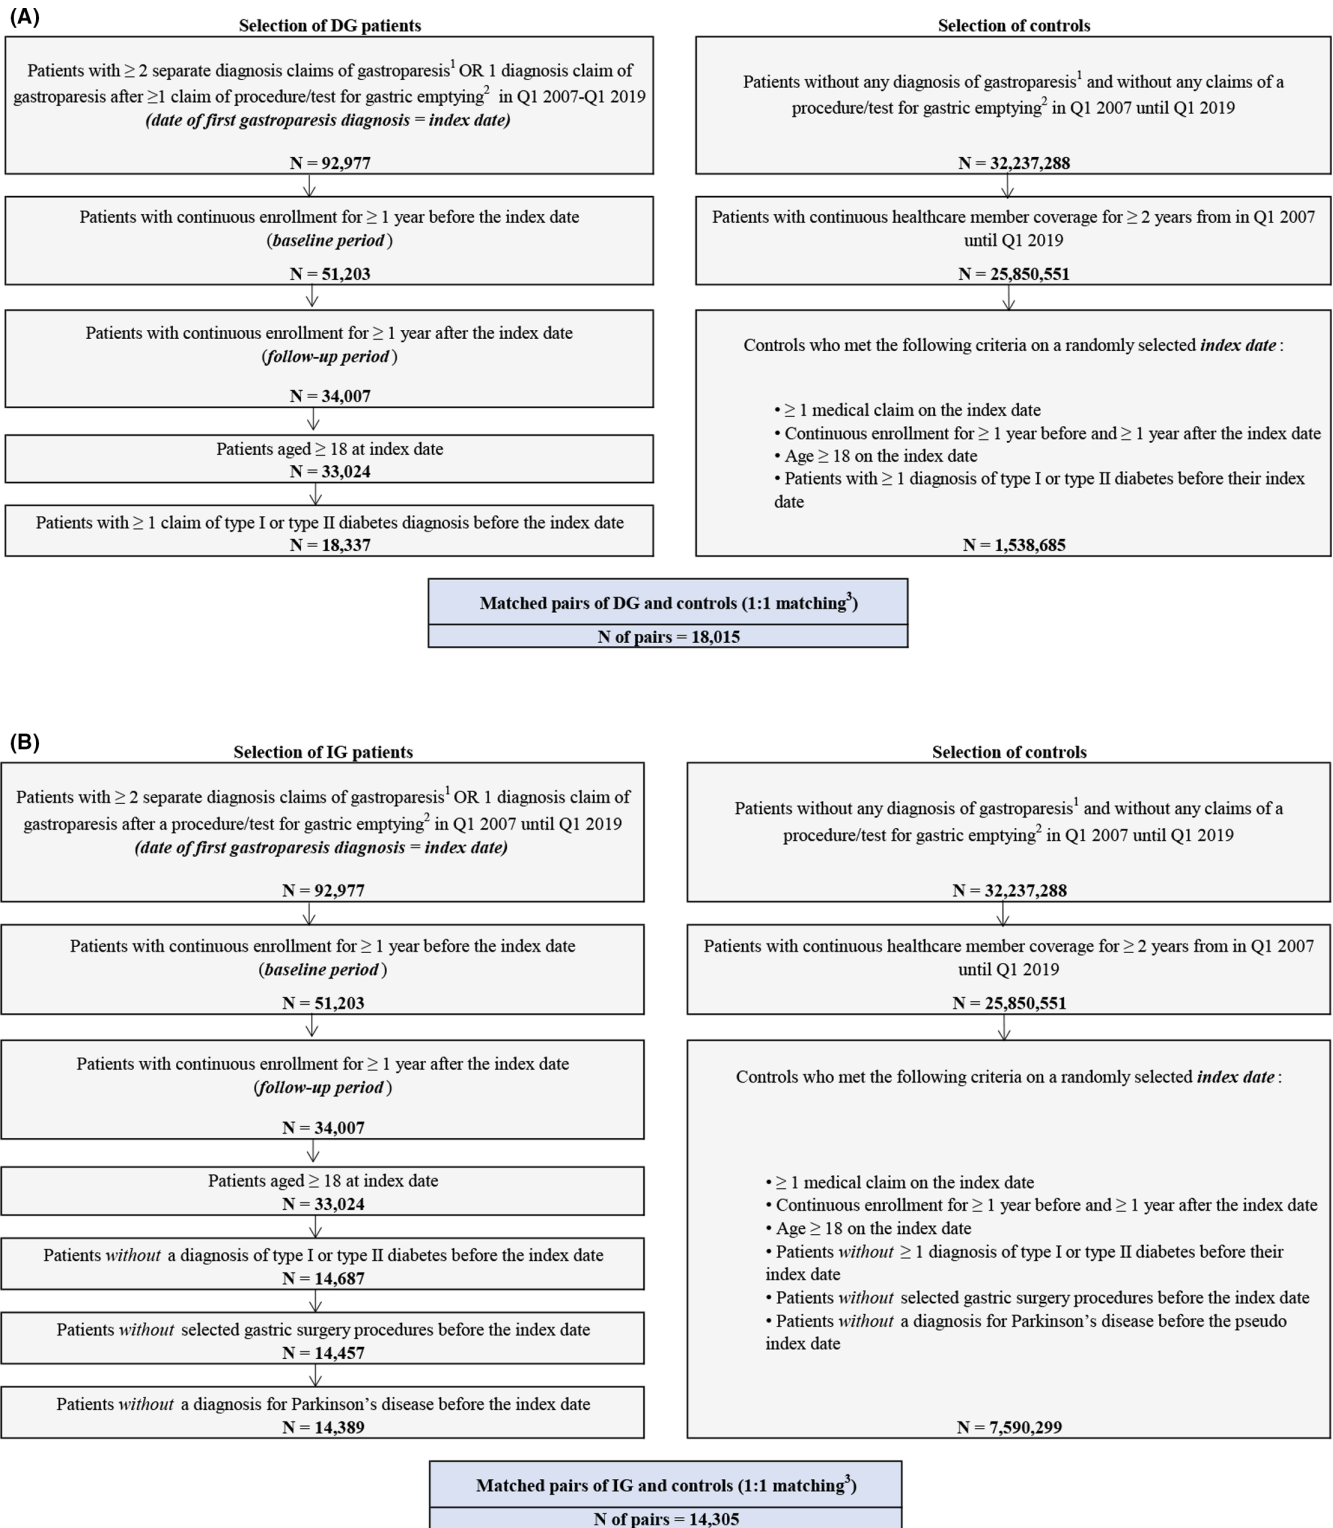 (A)
Selection of DG patients
Patients with ≥ 2 separate diagnosis claims of gastroparesis¹ OR 1 diagnosis claim of
gastroparesis after ≥1 claim of procedure/test for gastric emptying² in Q1 2007-Q1 2019
(date of first gastroparesis diagnosis = index date)
N = 92,977
Patients with continuous enrollment for ≥ 1 year before the index date
(baseline period)
N = 51,203
Patients with continuous enrollment for ≥ 1 year after the index date
(follow-up period)
N = 34,007
Patients aged ≥ 18 at index date
N = 33,024
Patients with ≥ 1 claim of type I or type II diabetes diagnosis before the index date
N = 18,337
Selection of controls
Patients without any diagnosis of gastroparesis¹ and without any claims of a
procedure/test for gastric emptying² in Q1 2007 until Q1 2019
N = 32,237,288
Patients with continuous healthcare member coverage for ≥ 2 years from in Q1 2007
until Q1 2019
N = 25,850,551
Controls who met the following criteria on a randomly selected index date :
• ≥ 1 medical claim on the index date
• Continuous enrollment for ≥ 1 year before and ≥ 1 year after the index date
• Age ≥ 18 on the index date
• Patients with ≥ 1 diagnosis of type I or type II diabetes before their index
date
N = 1,538,685
Matched pairs of DG and controls (1:1 matching³)
N of pairs = 18,015
(B)
Selection of IG patients
Patients with ≥ 2 separate diagnosis claims of gastroparesis¹ OR 1 diagnosis claim of
gastroparesis after a procedure/test for gastric emptying² in Q1 2007 until Q1 2019
(date of first gastroparesis diagnosis = index date)
N = 92,977
Patients with continuous enrollment for ≥ 1 year before the index date
(baseline period)
N = 51,203
Patients with continuous enrollment for ≥ 1 year after the index date
(follow-up period)
N = 34,007
Patients aged ≥ 18 at index date
N = 33,024
Patients without a diagnosis of type I or type II diabetes before the index date
N = 14,687
Patients without selected gastric surgery procedures before the index date
N = 14,457
Patients without a diagnosis for Parkinson's disease before the index date
N = 14,389
Selection of controls
Patients without any diagnosis of gastroparesis¹ and without any claims of a
procedure/test for gastric emptying² in Q1 2007 until Q1 2019
N = 32,237,288
Patients with continuous healthcare member coverage for ≥ 2 years from in Q1 2007
until Q1 2019
N = 25,850,551
Controls who met the following criteria on a randomly selected index date :
• ≥ 1 medical claim on the index date
• Continuous enrollment for ≥ 1 year before and ≥ 1 year after the index date
• Age ≥ 18 on the index date
• Patients without ≥ 1 diagnosis of type I or type II diabetes before their
index date
• Patients without selected gastric surgery procedures before the index date
• Patients without a diagnosis for Parkinson's disease before the pseudo
index date
N = 7,590,299
Matched pairs of IG and controls (1:1 matching³)
N of pairs = 14,305